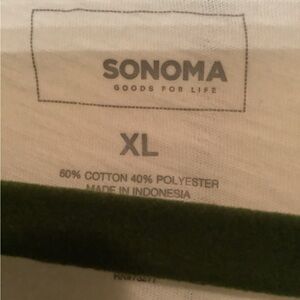 SONOMA
GOODS FOR LIFE
XL
60% COTTON 40% POLYESTER
MADE IN INDONESIA